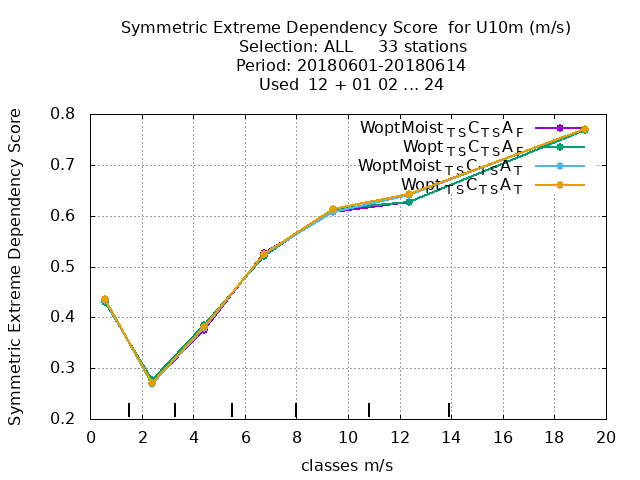 Symmetric Extreme Dependency Score  for U10m (m/s)
Selection: ALL     33 stations
Period: 20180601-20180614
Used  12 + 01 02 ... 24
Symmetric Extreme Dependency Score
0.8
0.7
0.6
0.5
0.4
0.3
0.2
WoptMoist TS C TS A F
Wopt TS C TS A F
WoptMoist TS C TS A T
Wopt TS C TS A T
0 2 4 6 8 10 12 14 16 18 20
classes m/s